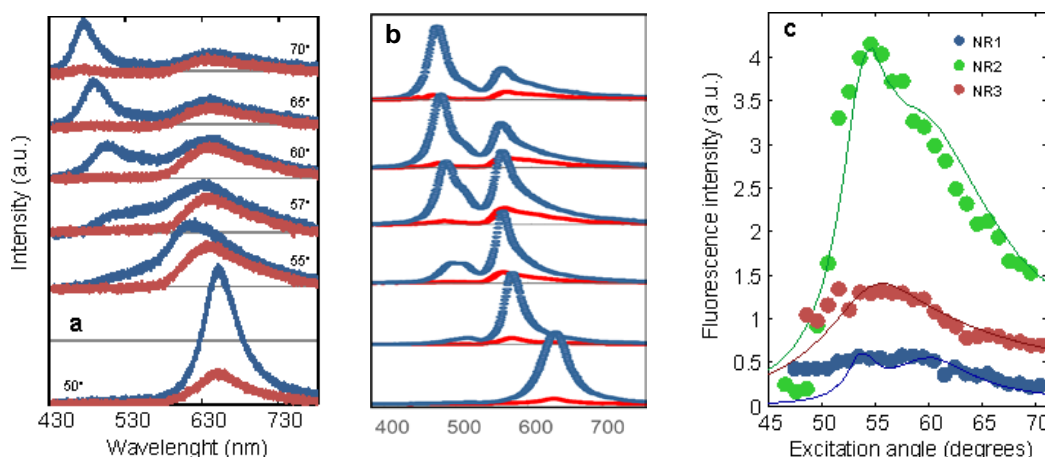 Intensity (a.u.)
70°
65°
60°
57°
55°
50°
a
430 530 630 730
Wavelenght (nm)
b
400 500 600 700
c
NR1
NR2
NR3
Fluorescence intensity (a.u.)
4
3.5
3
2.5
2
1.5
1
0.5
0
45 50 55 60 65 70
Excitation angle (degrees)